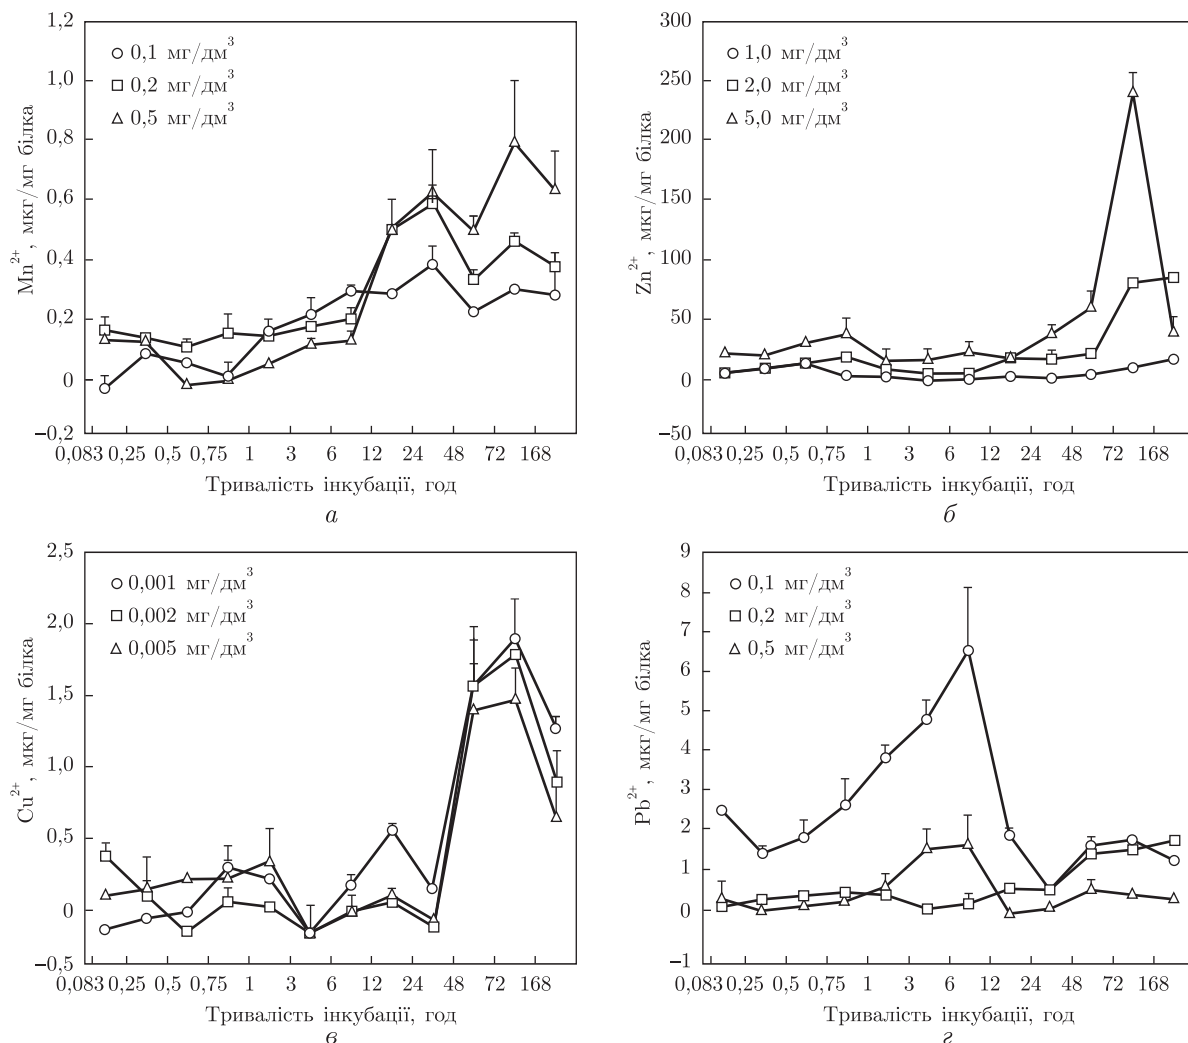 1,2
1,0
0,8
0,6
0,4
0,2
0
–0,2
Mn2+, мкг/мг білка
0,1 мг/дм3
0,2 мг/дм3
0,5 мг/дм3
0,083 0,25 0,5 0,75 1 3 6 12 24 48 72 168
Тривалість інкубації, год
а
300
250
200
150
100
50
0
–50
Zn2+, мкг/мг білка
1,0 мг/дм3
2,0 мг/дм3
5,0 мг/дм3
0,083 0,25 0,5 0,75 1 3 6 12 24 48 72 168
Тривалість інкубації, год
б
2,5
2,0
1,5
1,0
0,5
0
–0,5
Cu2+, мкг/мг білка
0,001 мг/дм3
0,002 мг/дм3
0,005 мг/дм3
0,083 0,25 0,5 0,75 1 3 6 12 24 48 72 168
Тривалість інкубації, год
в
9
8
7
6
5
4
3
2
1
0
–1
Pb2+, мкг/мг білка
0,1 мг/дм3
0,2 мг/дм3
0,5 мг/дм3
0,083 0,25 0,5 0,75 1 3 6 12 24 48 72 168
Тривалість інкубації, год
г